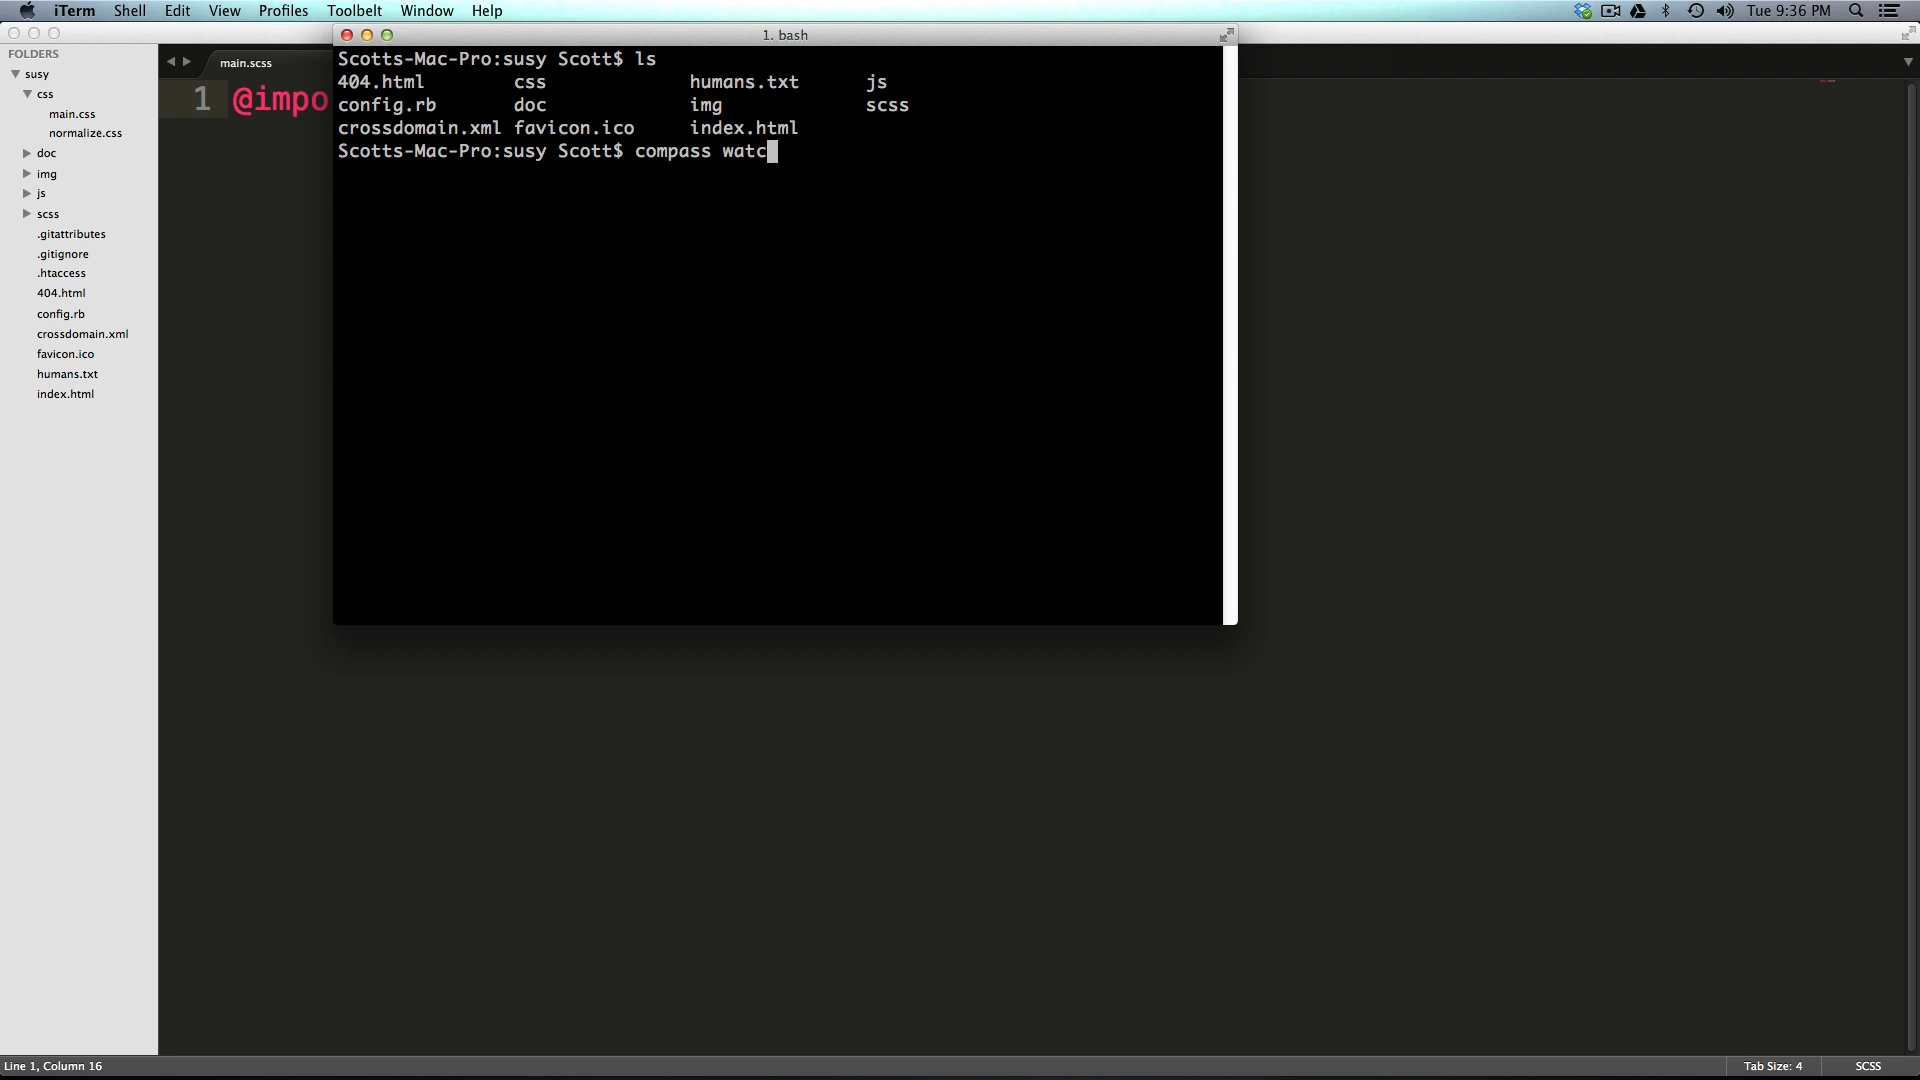 iTerm Shell Edit View Profiles Toolbelt Window Help Tue 9:36 PM
1. bash
FOLDERS
susy
css
main.css
normalize.css
doc
img
js
scss
.gitattributes
.gitignore
.htaccess
404.html
config.rb
crossdomain.xml
favicon.ico
humans.txt
index.html
main.scss
1 @impo
Scotts-Mac-Pro:susy Scott$ ls
404.html css humans.txt js
config.rb doc img scss
crossdomain.xml favicon.ico index.html
Scotts-Mac-Pro:susy Scott$ compass watc
Line 1, Column 16 Tab Size: 4 SCSS